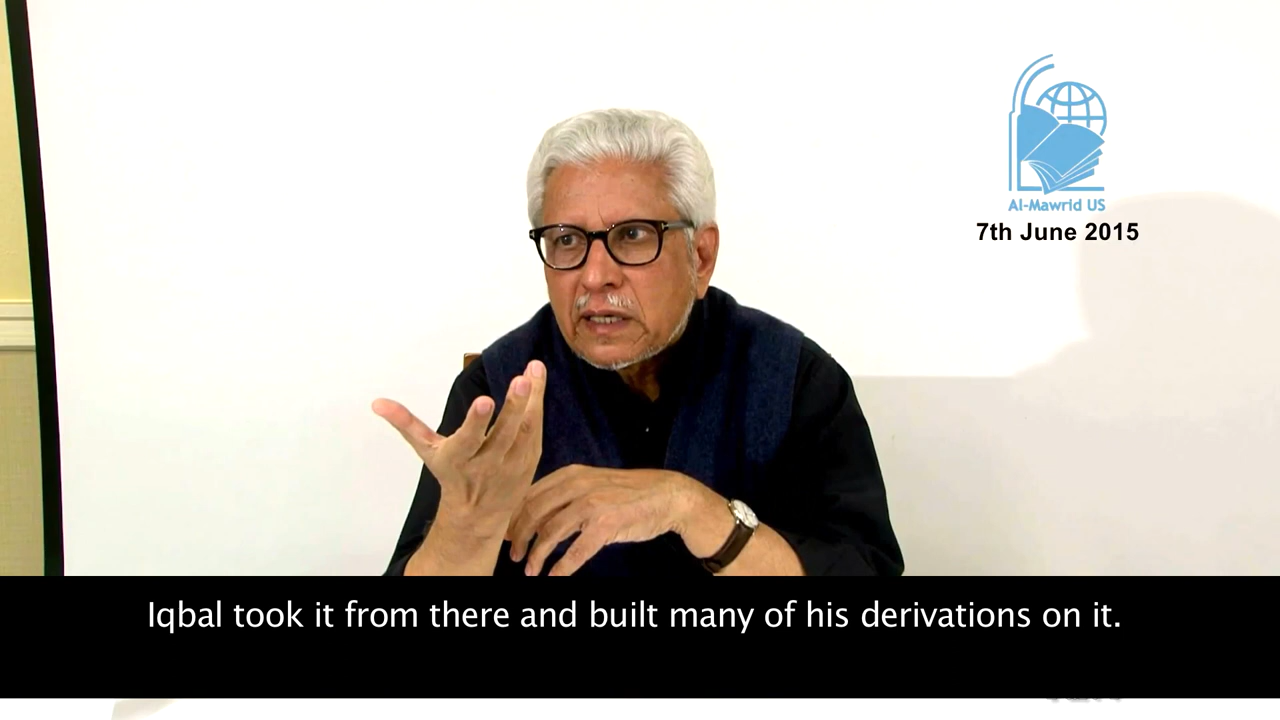 Al-Mawrid US
7th June 2015
Iqbal took it from there and built many of his derivations on it.